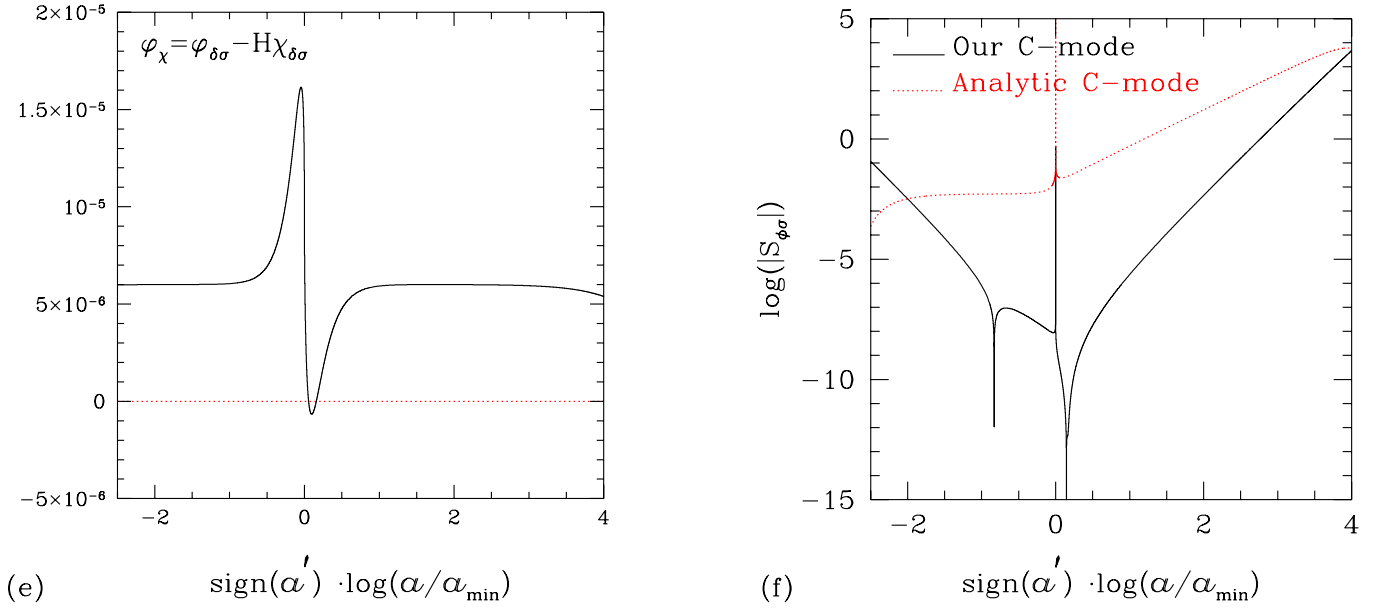 2×10⁻⁵
φ_χ=φ_δσ−Hχ_δσ
1.5×10⁻⁵
10⁻⁵
5×10⁻⁶
0
−5×10⁻⁶
−2 0 2 4
(e) sign(a′) ·log(a/a_min)
5
Our C−mode
Analytic C−mode
0
log(|S_ϕσ|)
−5
−10
−15
−2 0 2 4
(f) sign(a′) ·log(a/a_min)